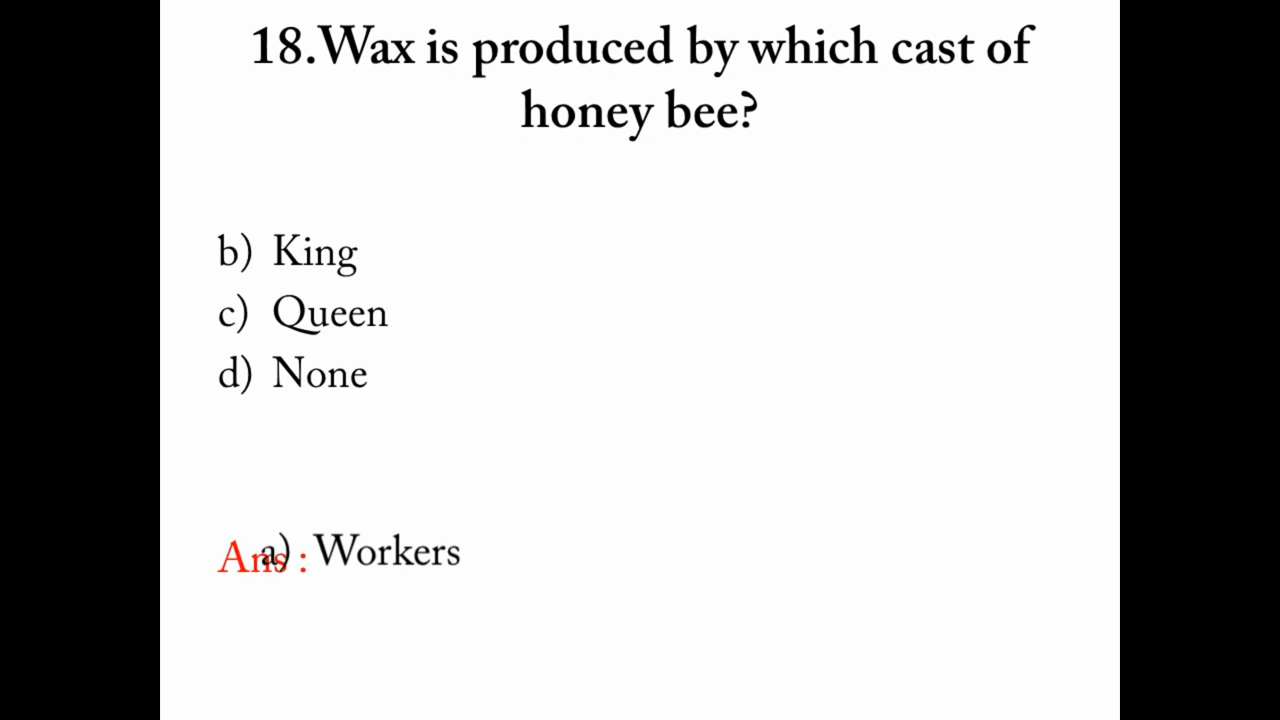 18.Wax is produced by which cast of
honey bee?
b) King
c) Queen
d) None
Ans : a) Workers